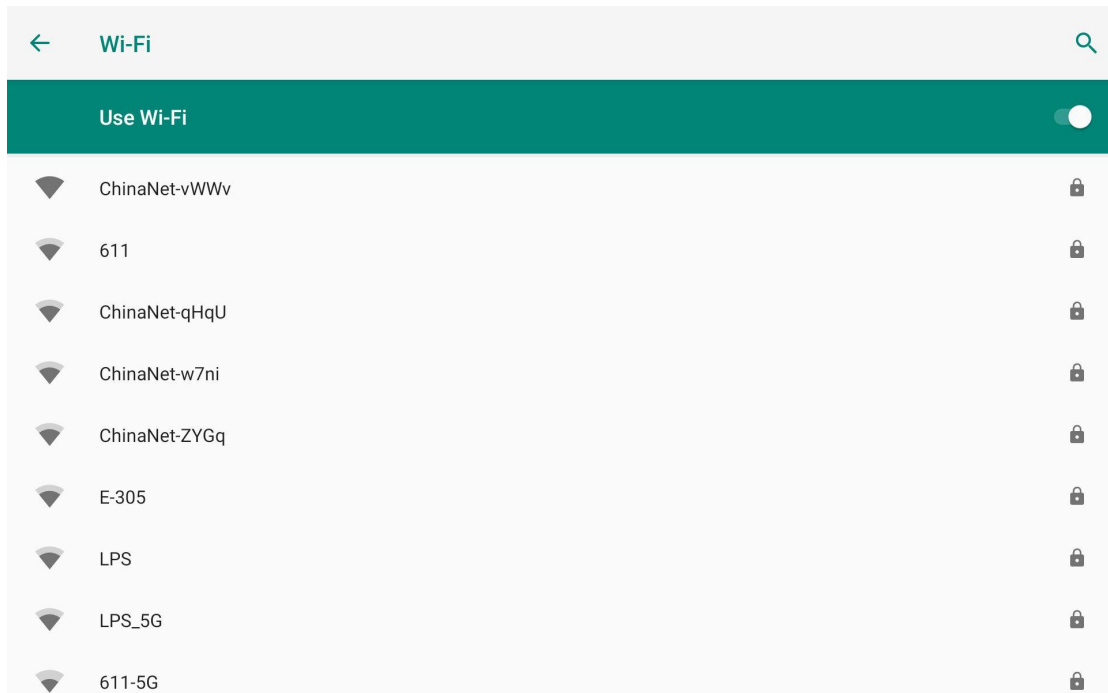 Wi-Fi
Use Wi-Fi
ChinaNet-vWWv
611
ChinaNet-qHqU
ChinaNet-w7ni
ChinaNet-ZYGq
E-305
LPS
LPS_5G
611-5G